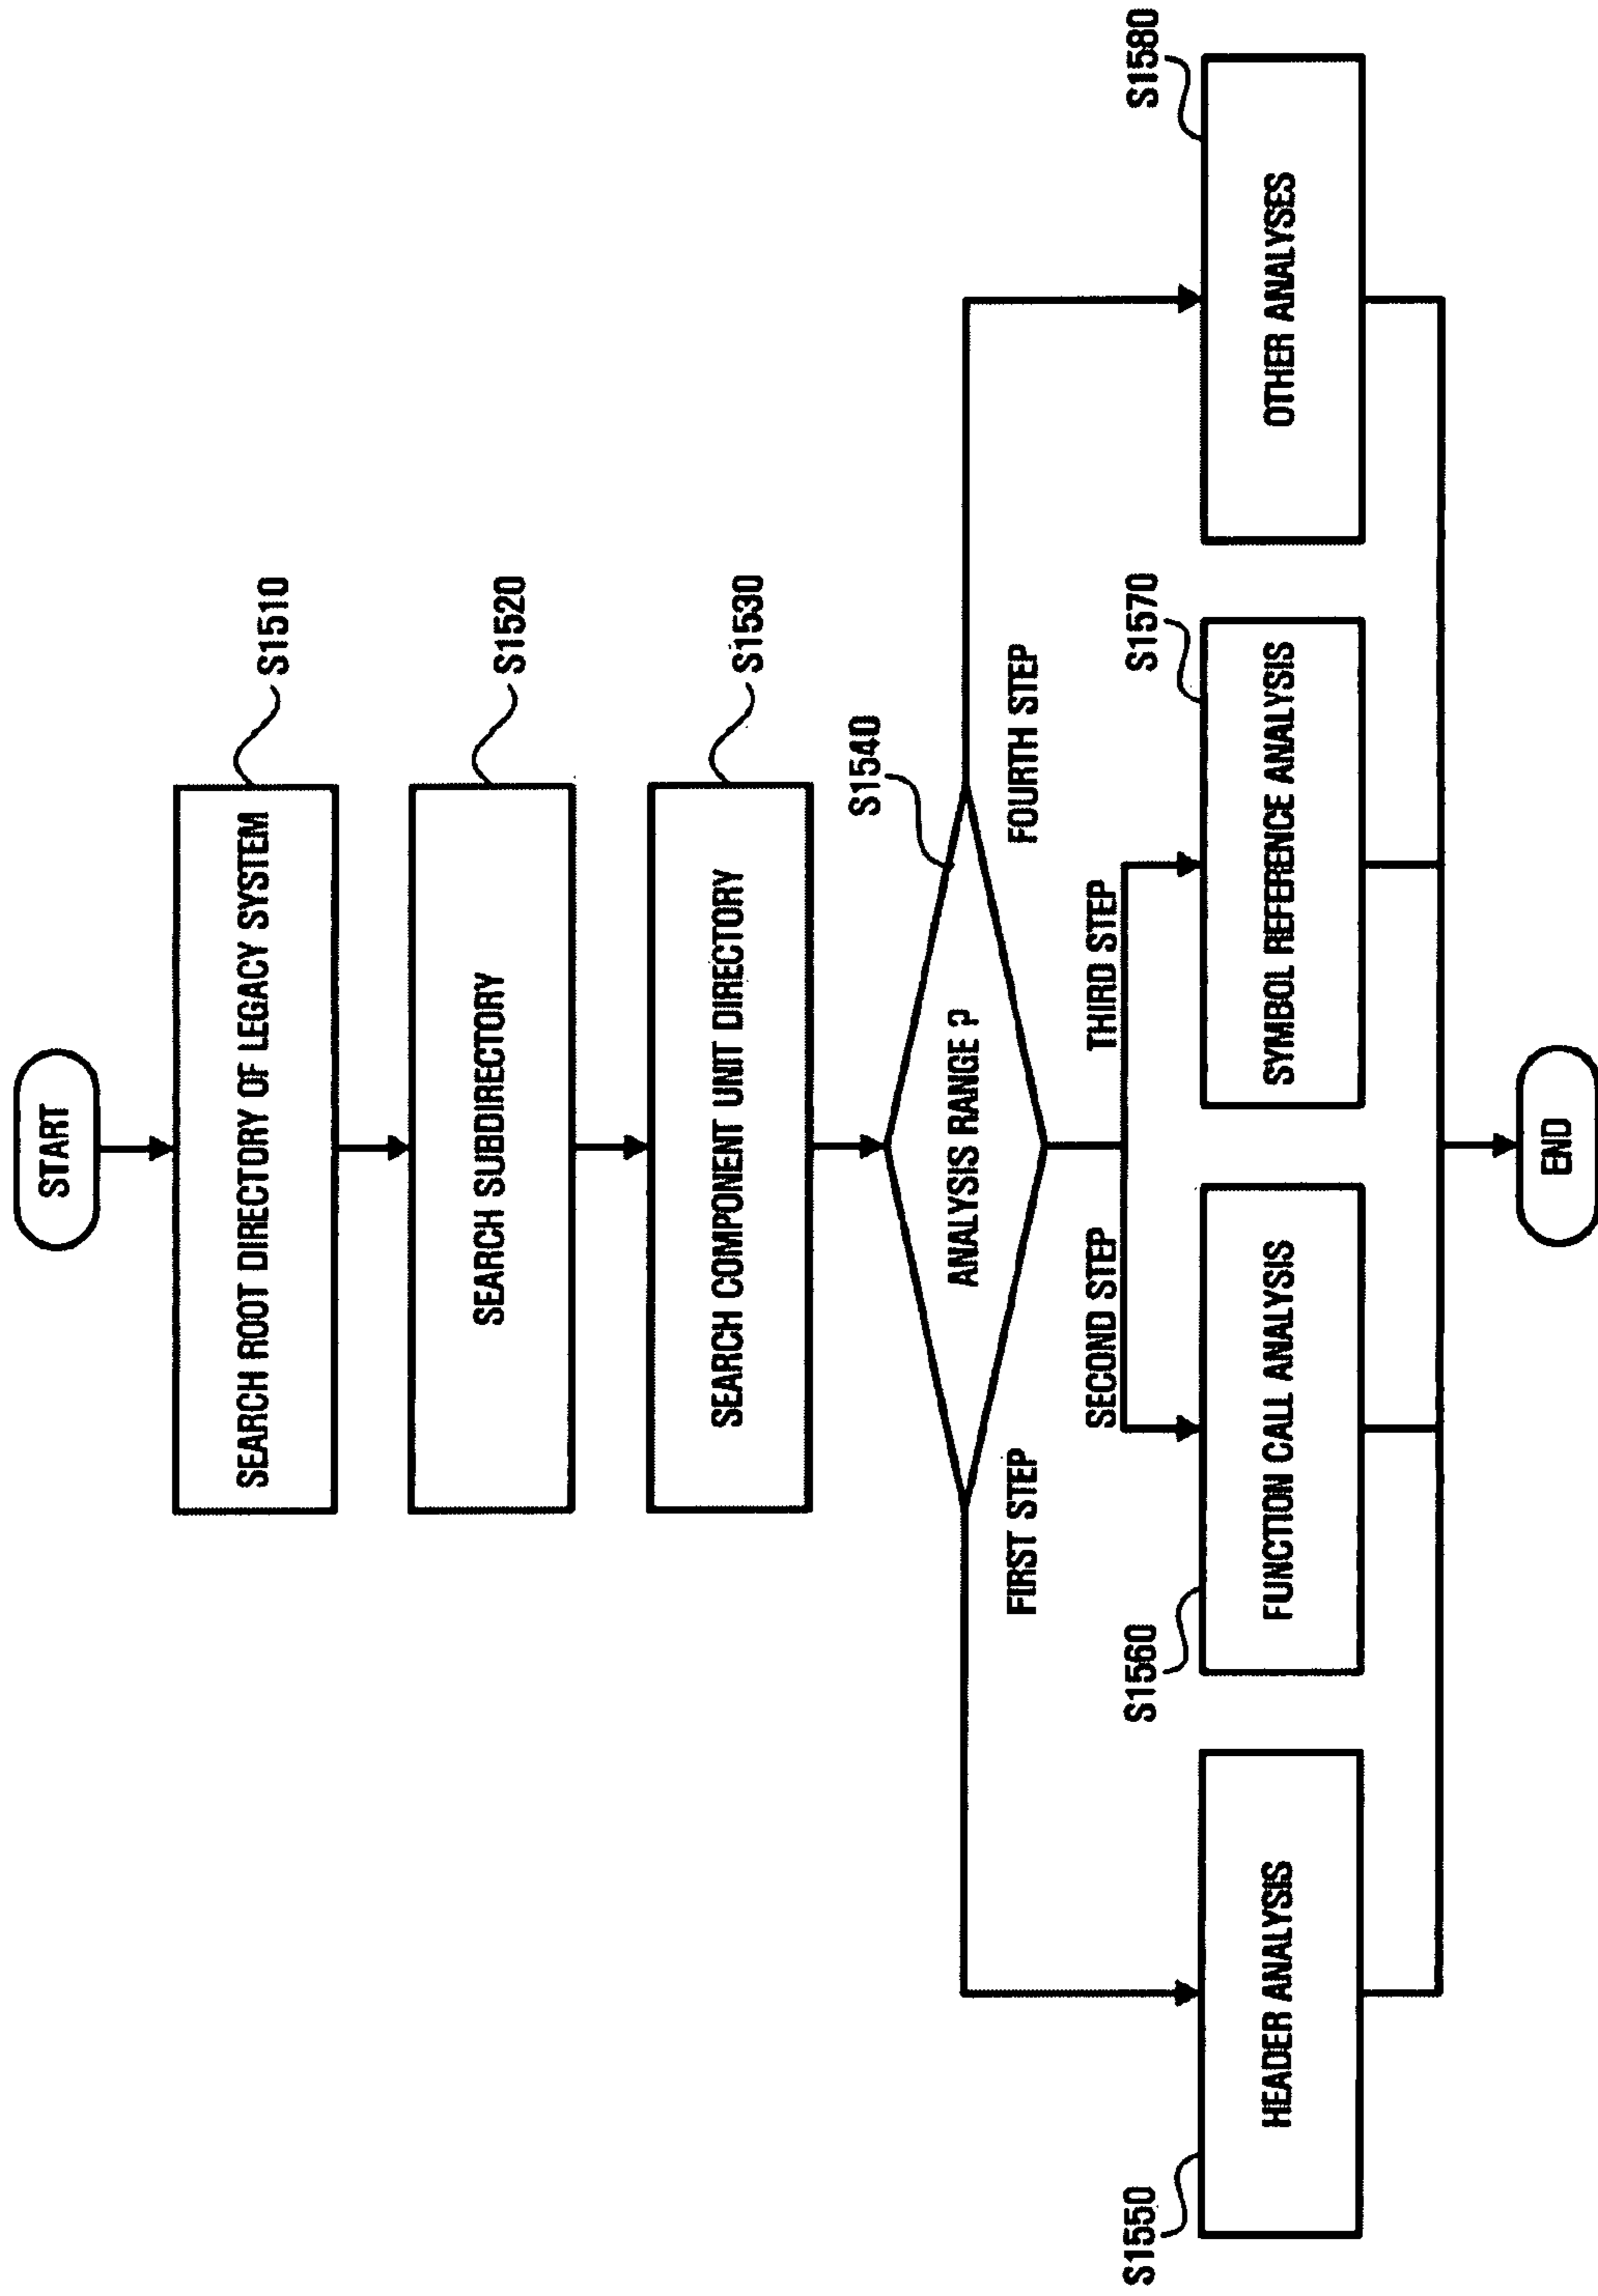 START
SEARCH ROOT DIRECTORY OF LEGACY SYSTEM
S1510
SEARCH SUBDIRECTORY
S1520
SEARCH COMPONENT UNIT DIRECTORY
S1530
ANALYSIS RANGE ?
S1540
FIRST STEP
SECOND STEP
THIRD STEP
FOURTH STEP
S1550
HEADER ANALYSIS
S1560
FUNCTION CALL ANALYSIS
S1570
SYMBOL REFERENCE ANALYSIS
S1580
OTHER ANALYSES
END